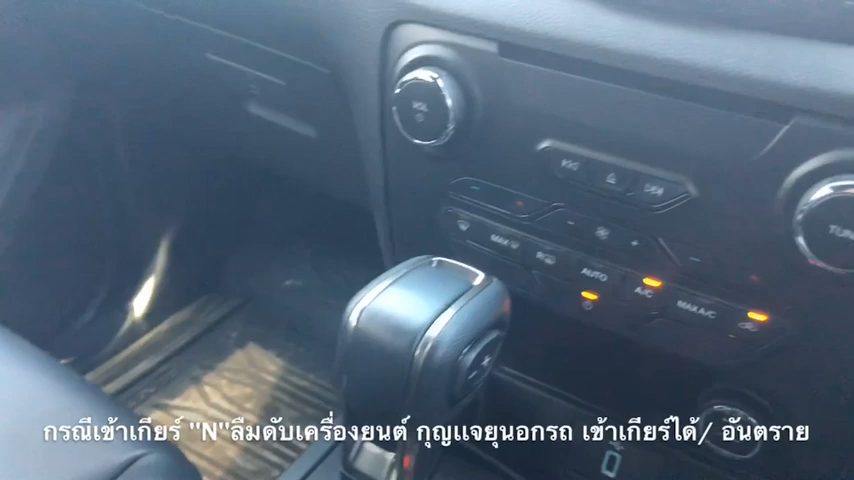 VOL
TUNE
MAX
R
AUTO
A/C
MAX A/C
กรณีเข้าเกียร์ "N"ลืมดับเครื่องยนต์ กุญแจยุนอกรถ เข้าเกียร์ได้/ อันตราย